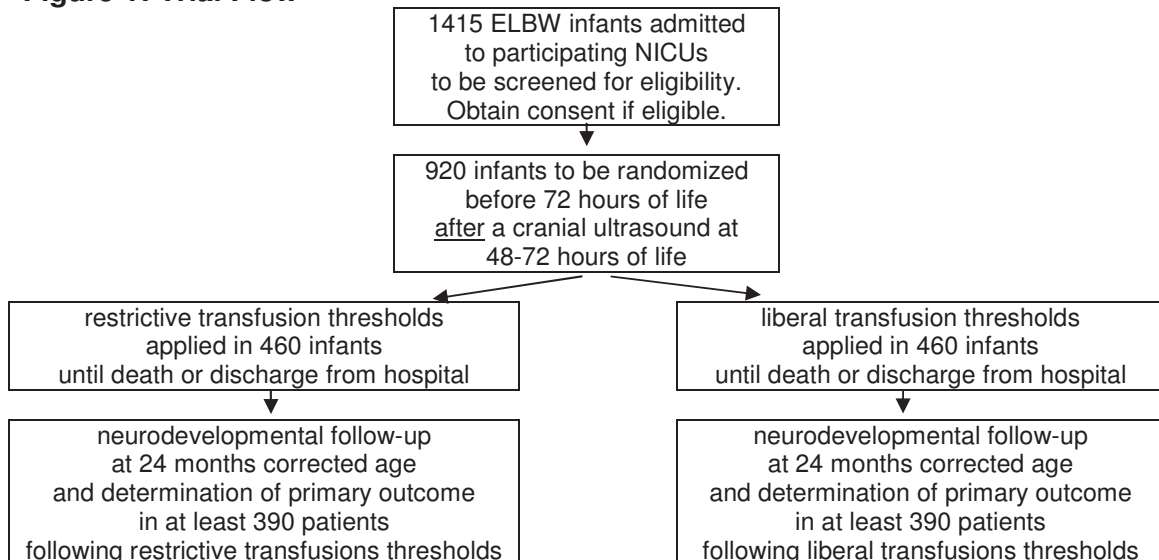 1415 ELBW infants admitted
to participating NICUs
to be screened for eligibility.
Obtain consent if eligible.
920 infants to be randomized
before 72 hours of life
after a cranial ultrasound at
48-72 hours of life
restrictive transfusion thresholds
applied in 460 infants
until death or discharge from hospital
liberal transfusion thresholds
applied in 460 infants
until death or discharge from hospital
neurodevelopmental follow-up
at 24 months corrected age
and determination of primary outcome
in at least 390 patients
following restrictive transfusions thresholds
neurodevelopmental follow-up
at 24 months corrected age
and determination of primary outcome
in at least 390 patients
following liberal transfusions thresholds